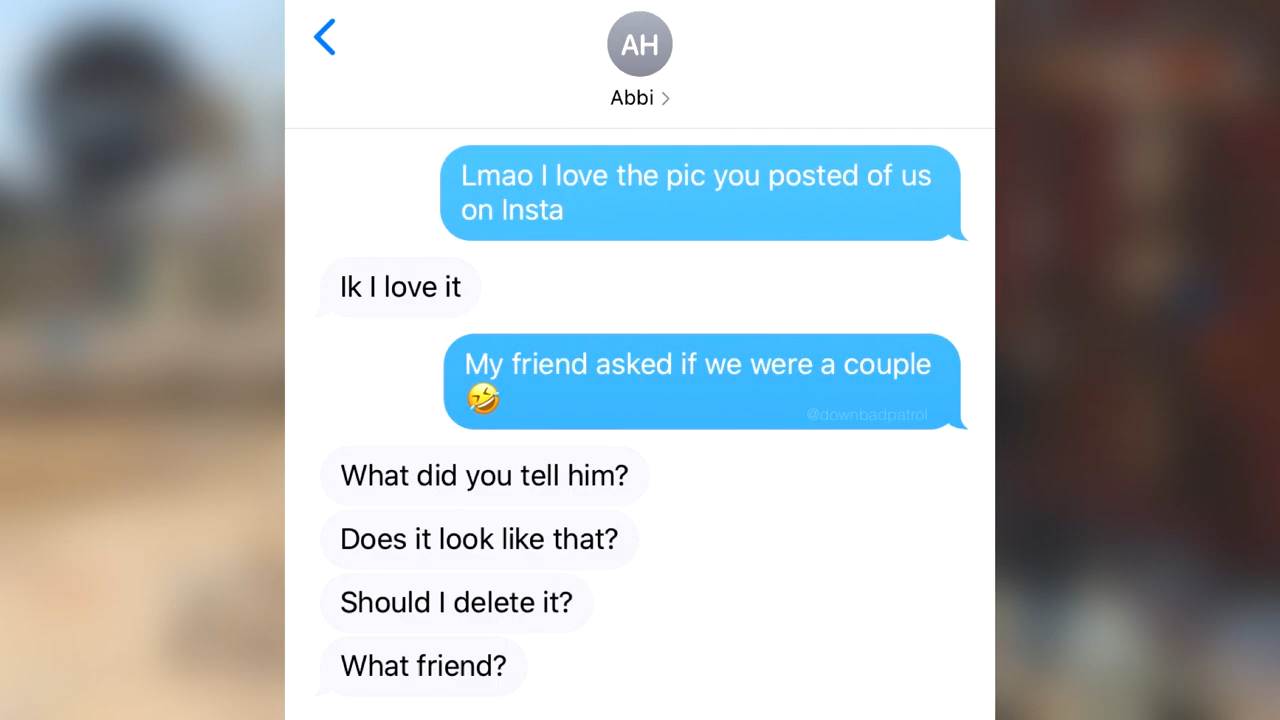 AH
Abbi
Lmao I love the pic you posted of us
on Insta
Ik I love it
My friend asked if we were a couple
🤣
@downbadpatrol
What did you tell him?
Does it look like that?
Should I delete it?
What friend?